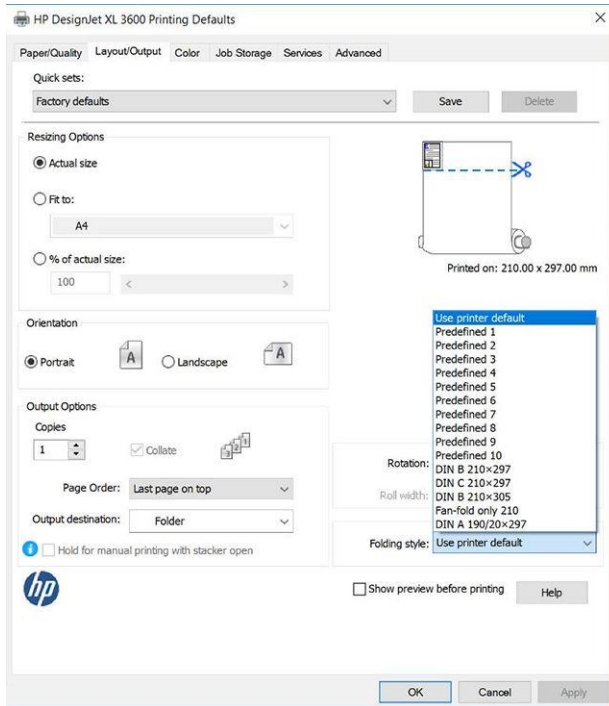 HP DesignJet XL 3600 Printing Defaults
Paper/Quality Layout/Output Color Job Storage Services Advanced
Quick sets:
Factory defaults
Save
Delete
Resizing Options
Actual size
Fit to:
A4
% of actual size:
100
Printed on: 210.00 x 297.00 mm
Orientation
Portrait
A
Landscape
A
Output Options
Copies
1
Collate
Page Order: Last page on top
Output destination: Folder
Hold for manual printing with stacker open
Use printer default
Predefined 1
Predefined 2
Predefined 3
Predefined 4
Predefined 5
Predefined 6
Predefined 7
Predefined 8
Predefined 9
Predefined 10
DIN B 210×297
DIN C 210×297
DIN B 210×305
Fan-fold only 210
DIN A 190/20×297
Rotation:
Roll width:
Folding style: Use printer default
hp
Show preview before printing
Help
OK
Cancel
Apply